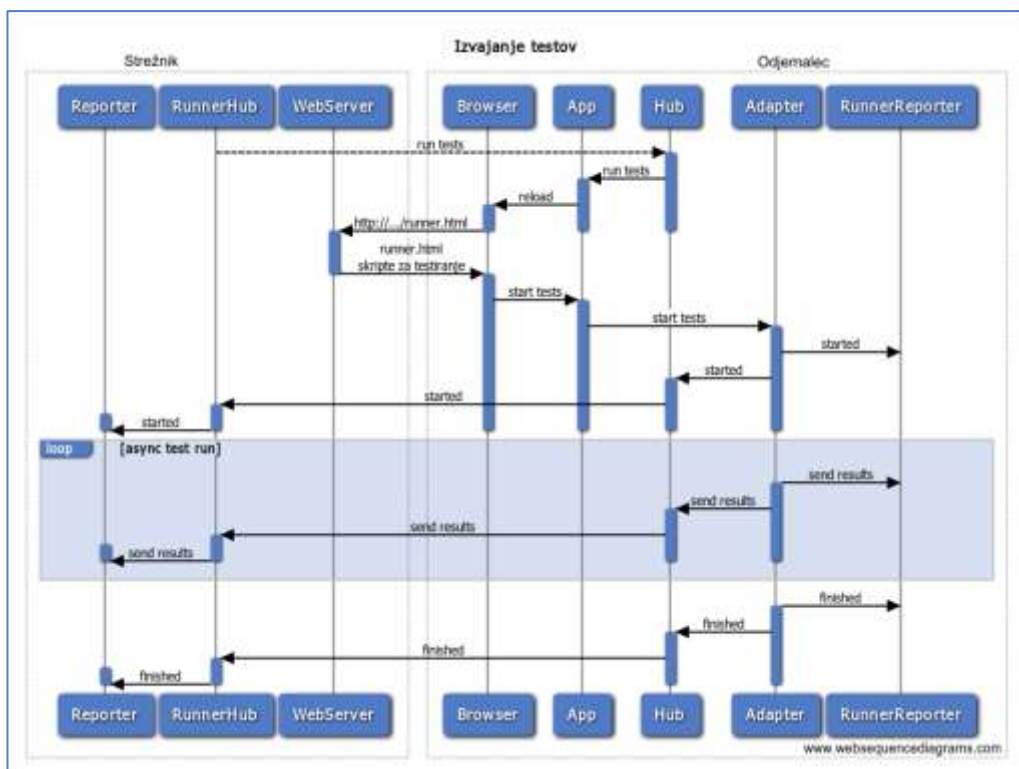 Izvajanje testov
Strežnik
Odjemalec
Reporter
RunnerHub
WebServer
Browser
App
Hub
Adapter
RunnerReporter
run tests
run tests
reload
http://.../runner.html
runner.html
skripte za testiranje
start tests
start tests
started
started
started
started
loop
[async test run]
send results
send results
send results
send results
finished
finished
finished
finished
Reporter
RunnerHub
WebServer
Browser
App
Hub
Adapter
RunnerReporter
www.websequencediagrams.com